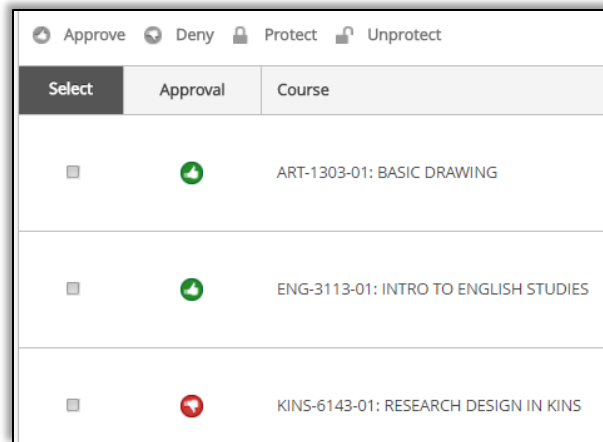 Approve Deny Protect Unprotect
Select Approval Course
ART-1303-01: BASIC DRAWING
ENG-3113-01: INTRO TO ENGLISH STUDIES
KINS-6143-01: RESEARCH DESIGN IN KINS